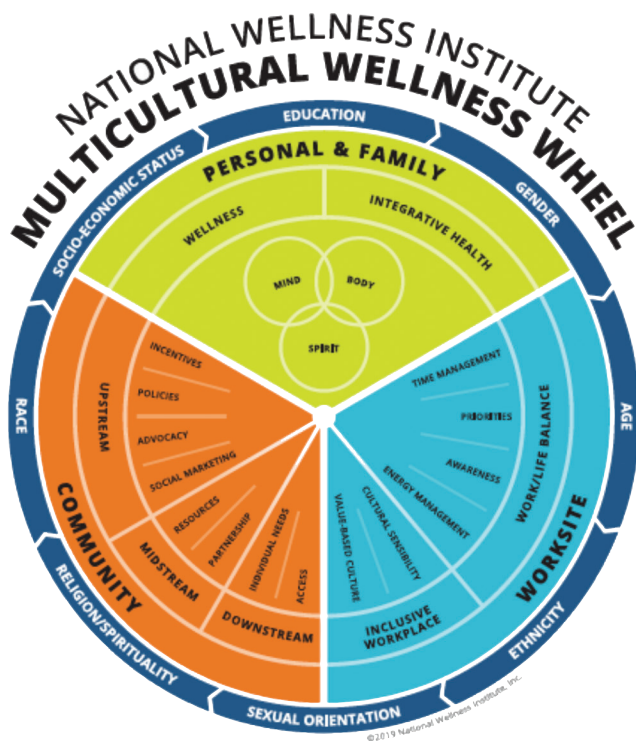 NATIONAL WELLNESS INSTITUTE
MULTICULTURAL WELLNESS WHEEL
EDUCATION
GENDER
AGE
ETHNICITY
SEXUAL ORIENTATION
RELIGION/SPIRITUALITY
RACE
SOCIO-ECONOMIC STATUS
PERSONAL & FAMILY
WELLNESS
INTEGRATIVE HEALTH
MIND
BODY
SPIRIT
WORKSITE
WORK/LIFE BALANCE
TIME MANAGEMENT
PRIORITIES
AWARENESS
ENERGY MANAGEMENT
INCLUSIVE
WORKPLACE
CULTURAL SENSIBILITY
VALUE-BASED CULTURE
COMMUNITY
UPSTREAM
INCENTIVES
POLICIES
ADVOCACY
SOCIAL MARKETING
MIDSTREAM
RESOURCES
PARTNERSHIP
DOWNSTREAM
INDIVIDUAL NEEDS
ACCESS
©2019 National Wellness Institute, Inc.